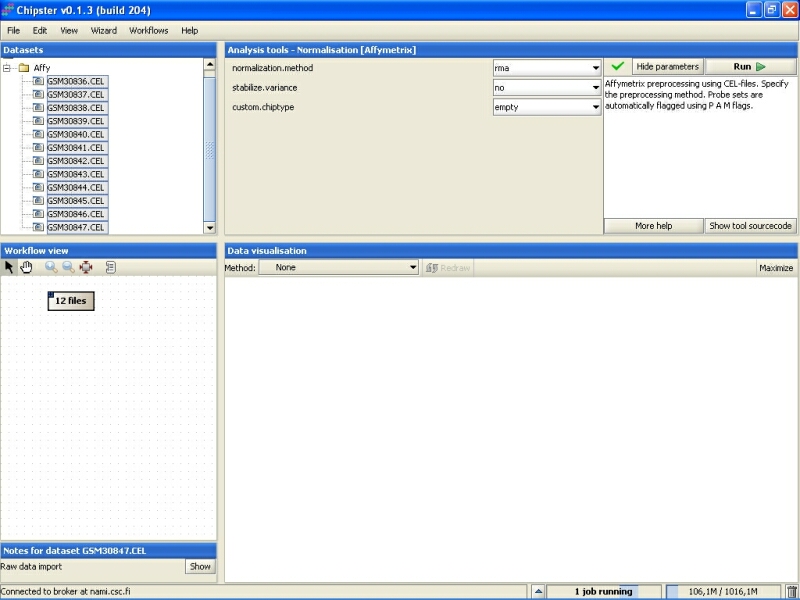 Chipster v0.1.3 (build 204)
File Edit View Wizard Workflows Help
Datasets
Affy
GSM30836.CEL
GSM30837.CEL
GSM30838.CEL
GSM30839.CEL
GSM30840.CEL
GSM30841.CEL
GSM30842.CEL
GSM30843.CEL
GSM30844.CEL
GSM30845.CEL
GSM30846.CEL
GSM30847.CEL
Analysis tools - Normalisation [Affymetrix]
normalization.method rma
stabilize.variance no
custom.chiptype empty
Hide parameters Run
Affymetrix preprocessing using CEL-files. Specify
the preprocessing method. Probe sets are
automatically flagged using P A M flags.
More help Show tool sourcecode
Workflow view
12 files
Data visualisation
Method: None Redraw Maximize
Notes for dataset GSM30847.CEL
Raw data import Show
Connected to broker at nami.csc.fi 1 job running 106,1M / 1016,1M